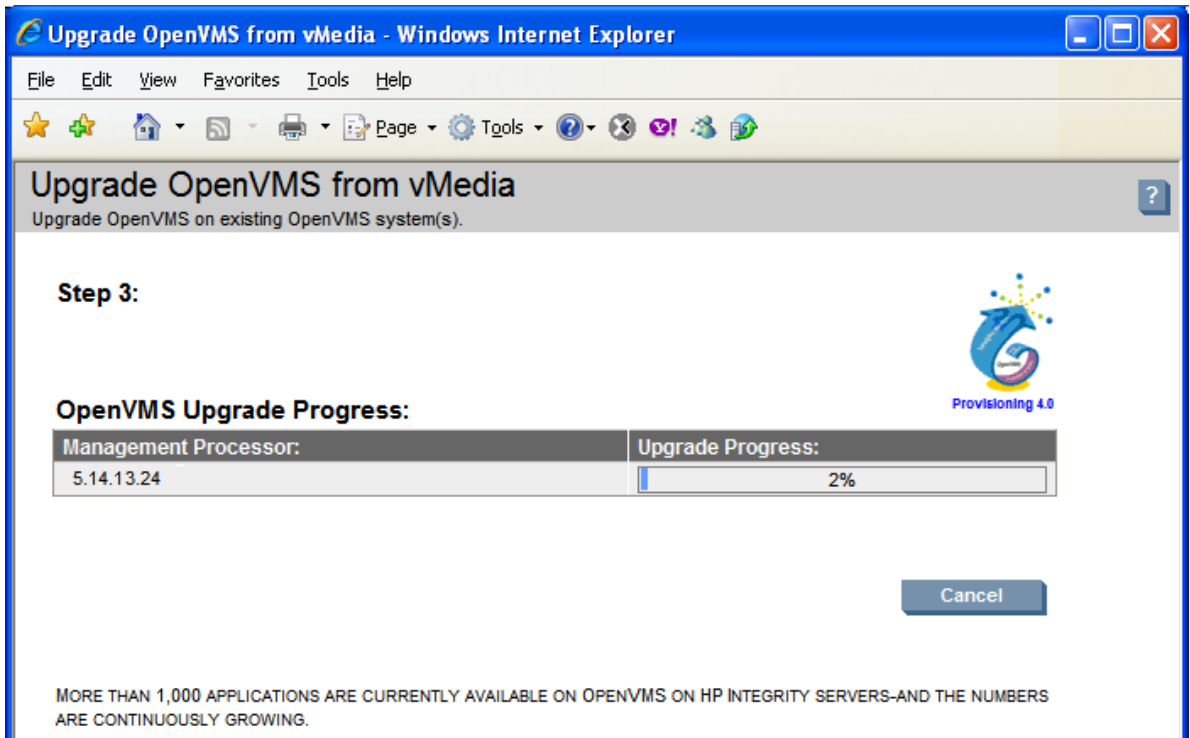 Upgrade OpenVMS from vMedia - Windows Internet Explorer
File Edit View Favorites Tools Help
Page Tools
Upgrade OpenVMS from vMedia
Upgrade OpenVMS on existing OpenVMS system(s).
?
Step 3:
Provisioning 4.0
OpenVMS Upgrade Progress:
Management Processor: Upgrade Progress:
5.14.13.24 2%
Cancel
MORE THAN 1,000 APPLICATIONS ARE CURRENTLY AVAILABLE ON OPENVMS ON HP INTEGRITY SERVERS-AND THE NUMBERS
ARE CONTINUOUSLY GROWING.